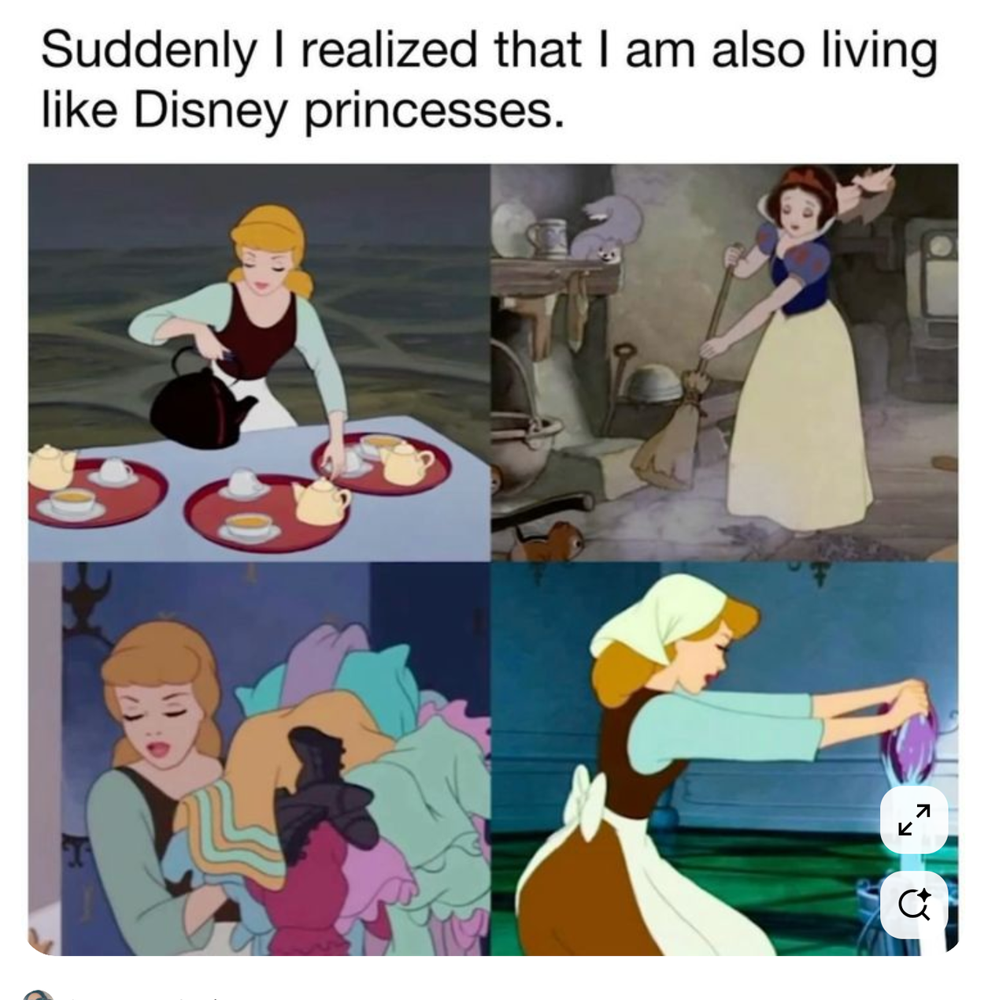 Suddenly I realized that I am also living
like Disney princesses.